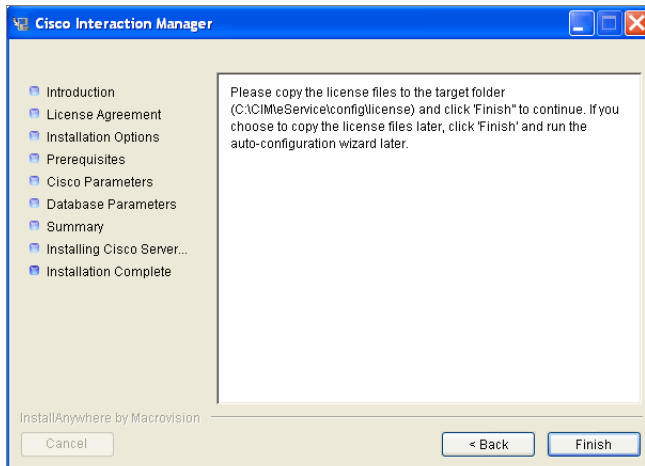 Cisco Interaction Manager
Introduction
License Agreement
Installation Options
Prerequisites
Cisco Parameters
Database Parameters
Summary
Installing Cisco Server...
Installation Complete
Please copy the license files to the target folder
(C:\CIM\eService\config\license) and click 'Finish" to continue. If you
choose to copy the license files later, click 'Finish' and run the
auto-configuration wizard later.
InstallAnywhere by Macrovision
Cancel
< Back
Finish